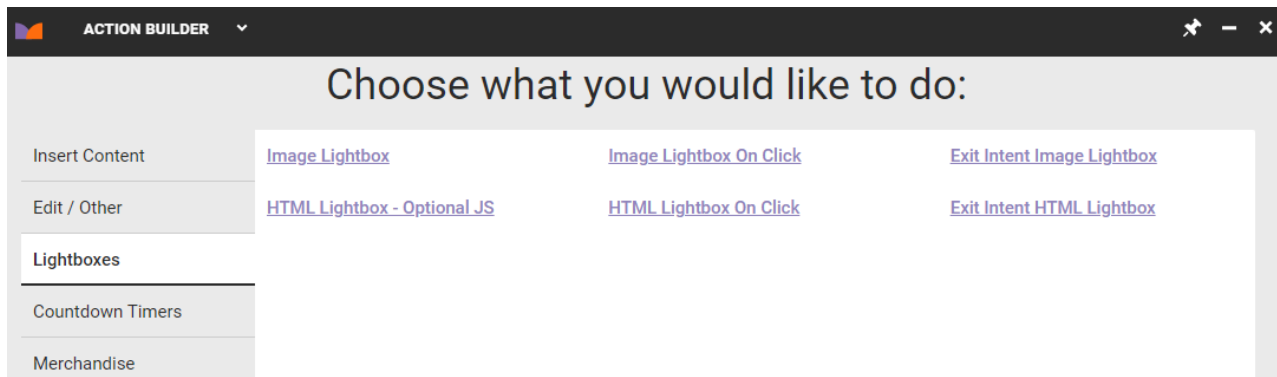 ACTION BUILDER
Choose what you would like to do:
Insert Content
Edit / Other
Lightboxes
Countdown Timers
Merchandise
Image Lightbox
Image Lightbox On Click
Exit Intent Image Lightbox
HTML Lightbox - Optional JS
HTML Lightbox On Click
Exit Intent HTML Lightbox